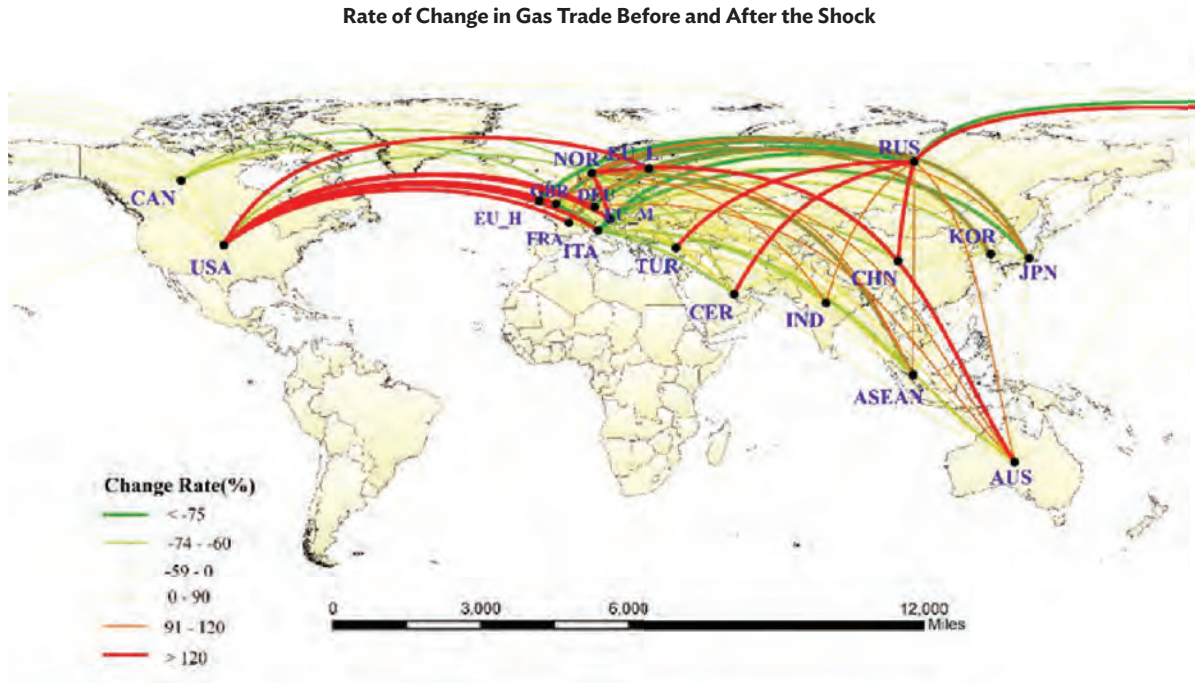 Rate of Change in Gas Trade Before and After the Shock
CAN
USA
NOR
EU_L
RUS
GBR
DEU
EU_H
EU_M
FRA
ITA
TUR
KOR
JPN
CHN
CER
IND
ASEAN
AUS
Change Rate(%)
< -75
-74 - -60
-59 - 0
0 - 90
91 - 120
> 120
0 3,000 6,000 12,000
Miles